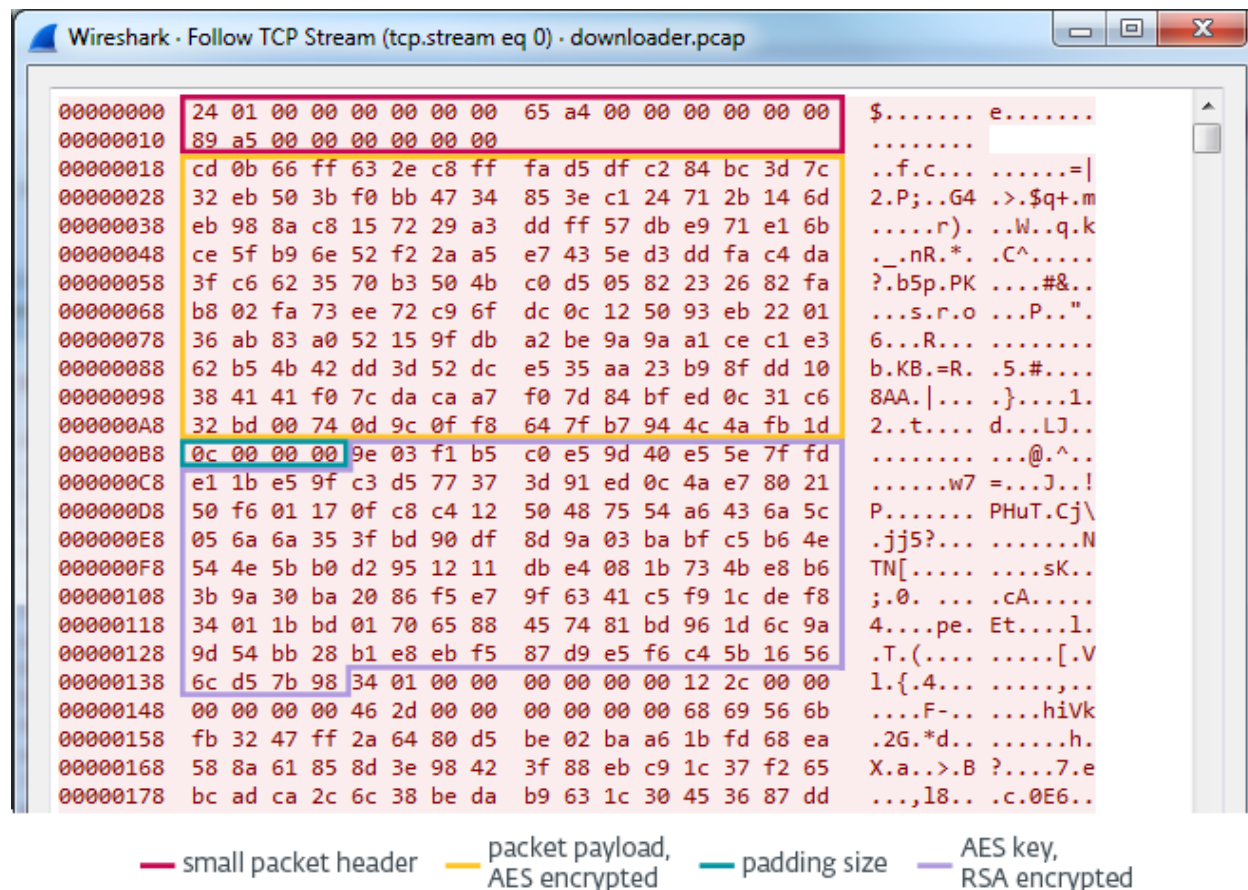 Wireshark · Follow TCP Stream (tcp.stream eq 0) · downloader.pcap
00000000 24 01 00 00 00 00 00 00 65 a4 00 00 00 00 00 00 $....... e.......
00000010 89 a5 00 00 00 00 00 00 ........
00000018 cd 0b 66 ff 63 2e c8 ff fa d5 df c2 84 bc 3d 7c ..f.c... ......=|
00000028 32 eb 50 3b f0 bb 47 34 85 3e c1 24 71 2b 14 6d 2.P;..G4 .>.$q+.m
00000038 eb 98 8a c8 15 72 29 a3 dd ff 57 db e9 71 e1 6b .....r). ..W..q.k
00000048 ce 5f b9 6e 52 f2 2a a5 e7 43 5e d3 dd fa c4 da ._.nR.*. .C^.....
00000058 3f c6 62 35 70 b3 50 4b c0 d5 05 82 23 26 82 fa ?.b5p.PK ....#&..
00000068 b8 02 fa 73 ee 72 c9 6f dc 0c 12 50 93 eb 22 01 ...s.r.o ...P..".
00000078 36 ab 83 a0 52 15 9f db a2 be 9a 9a a1 ce c1 e3 6...R... ........
00000088 62 b5 4b 42 dd 3d 52 dc e5 35 aa 23 b9 8f dd 10 b.KB.=R. .5.#....
00000098 38 41 41 f0 7c da ca a7 f0 7d 84 bf ed 0c 31 c6 8AA.|... .}....1.
000000A8 32 bd 00 74 0d 9c 0f f8 64 7f b7 94 4c 4a fb 1d 2..t.... d...LJ..
000000B8 0c 00 00 00 9e 03 f1 b5 c0 e5 9d 40 e5 5e 7f fd ........ ...@.^..
000000C8 e1 1b e5 9f c3 d5 77 37 3d 91 ed 0c 4a e7 80 21 ......w7 =...J..!
000000D8 50 f6 01 17 0f c8 c4 12 50 48 75 54 a6 43 6a 5c P....... PHuT.Cj\
000000E8 05 6a 6a 35 3f bd 90 df 8d 9a 03 ba bf c5 b6 4e .jj5?... .......N
000000F8 54 4e 5b b0 d2 95 12 11 db e4 08 1b 73 4b e8 b6 TN[..... ....sK..
00000108 3b 9a 30 ba 20 86 f5 e7 9f 63 41 c5 f9 1c de f8 ;.0. ... .cA.....
00000118 34 01 1b bd 01 70 65 88 45 74 81 bd 96 1d 6c 9a 4....pe. Et....l.
00000128 9d 54 bb 28 b1 e8 eb f5 87 d9 e5 f6 c4 5b 16 56 .T.(.... .....[.V
00000138 6c d5 7b 98 34 01 00 00 00 00 00 00 12 2c 00 00 l.{.4... .....,..
00000148 00 00 00 00 46 2d 00 00 00 00 00 00 68 69 56 6b ....F-.. ....hiVk
00000158 fb 32 47 ff 2a 64 80 d5 be 02 ba a6 1b fd 68 ea .2G.*d.. ......h.
00000168 58 8a 61 85 8d 3e 98 42 3f 88 eb c9 1c 37 f2 65 X.a..>.B ?....7.e
00000178 bc ad ca 2c 6c 38 be da b9 63 1c 30 45 36 87 dd ...,l8.. .c.0E6..
small packet header
packet payload,
AES encrypted
padding size
AES key,
RSA encrypted